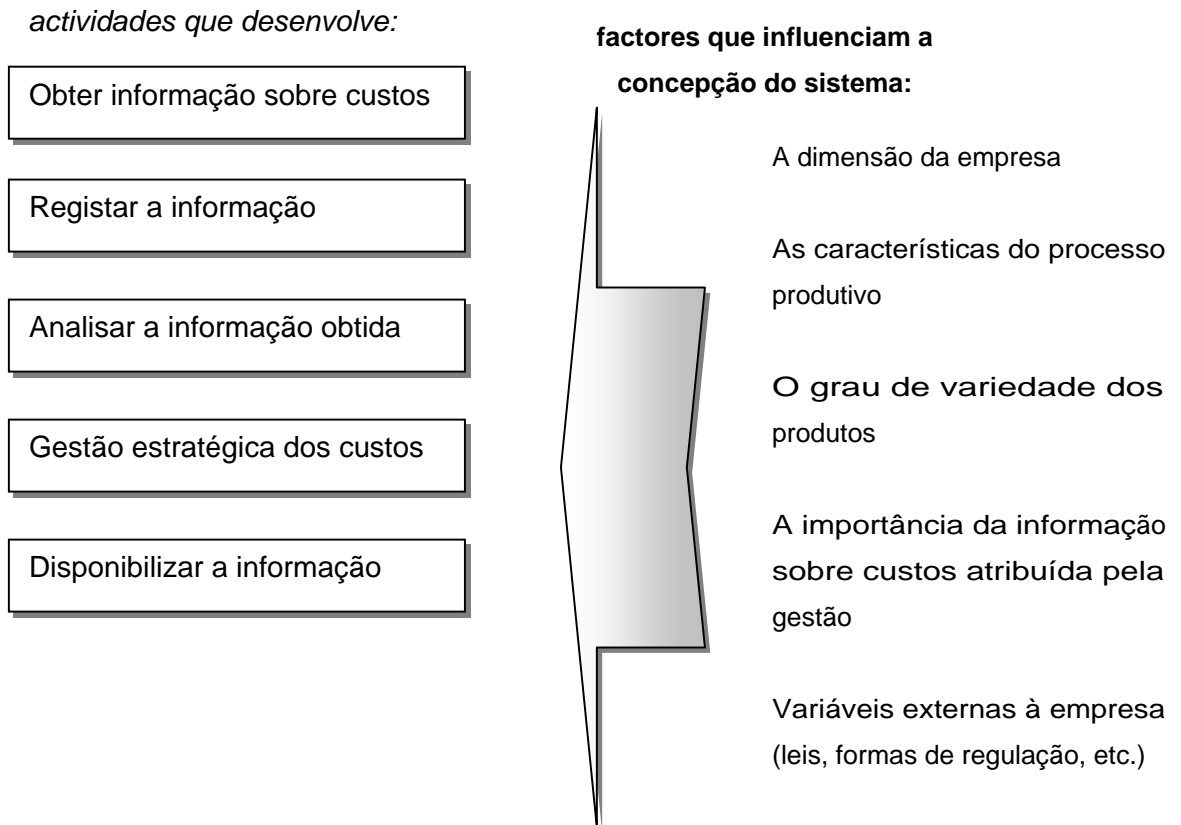 actividades que desenvolve:
Obter informação sobre custos
Registar a informação
Analisar a informação obtida
Gestão estratégica dos custos
Disponibilizar a informação
factores que influenciam a
concepção do sistema:
A dimensão da empresa
As características do processo
produtivo
O grau de variedade dos
produtos
A importância da informação
sobre custos atribuída pela
gestão
Variáveis externas à empresa
(leis, formas de regulação, etc.)